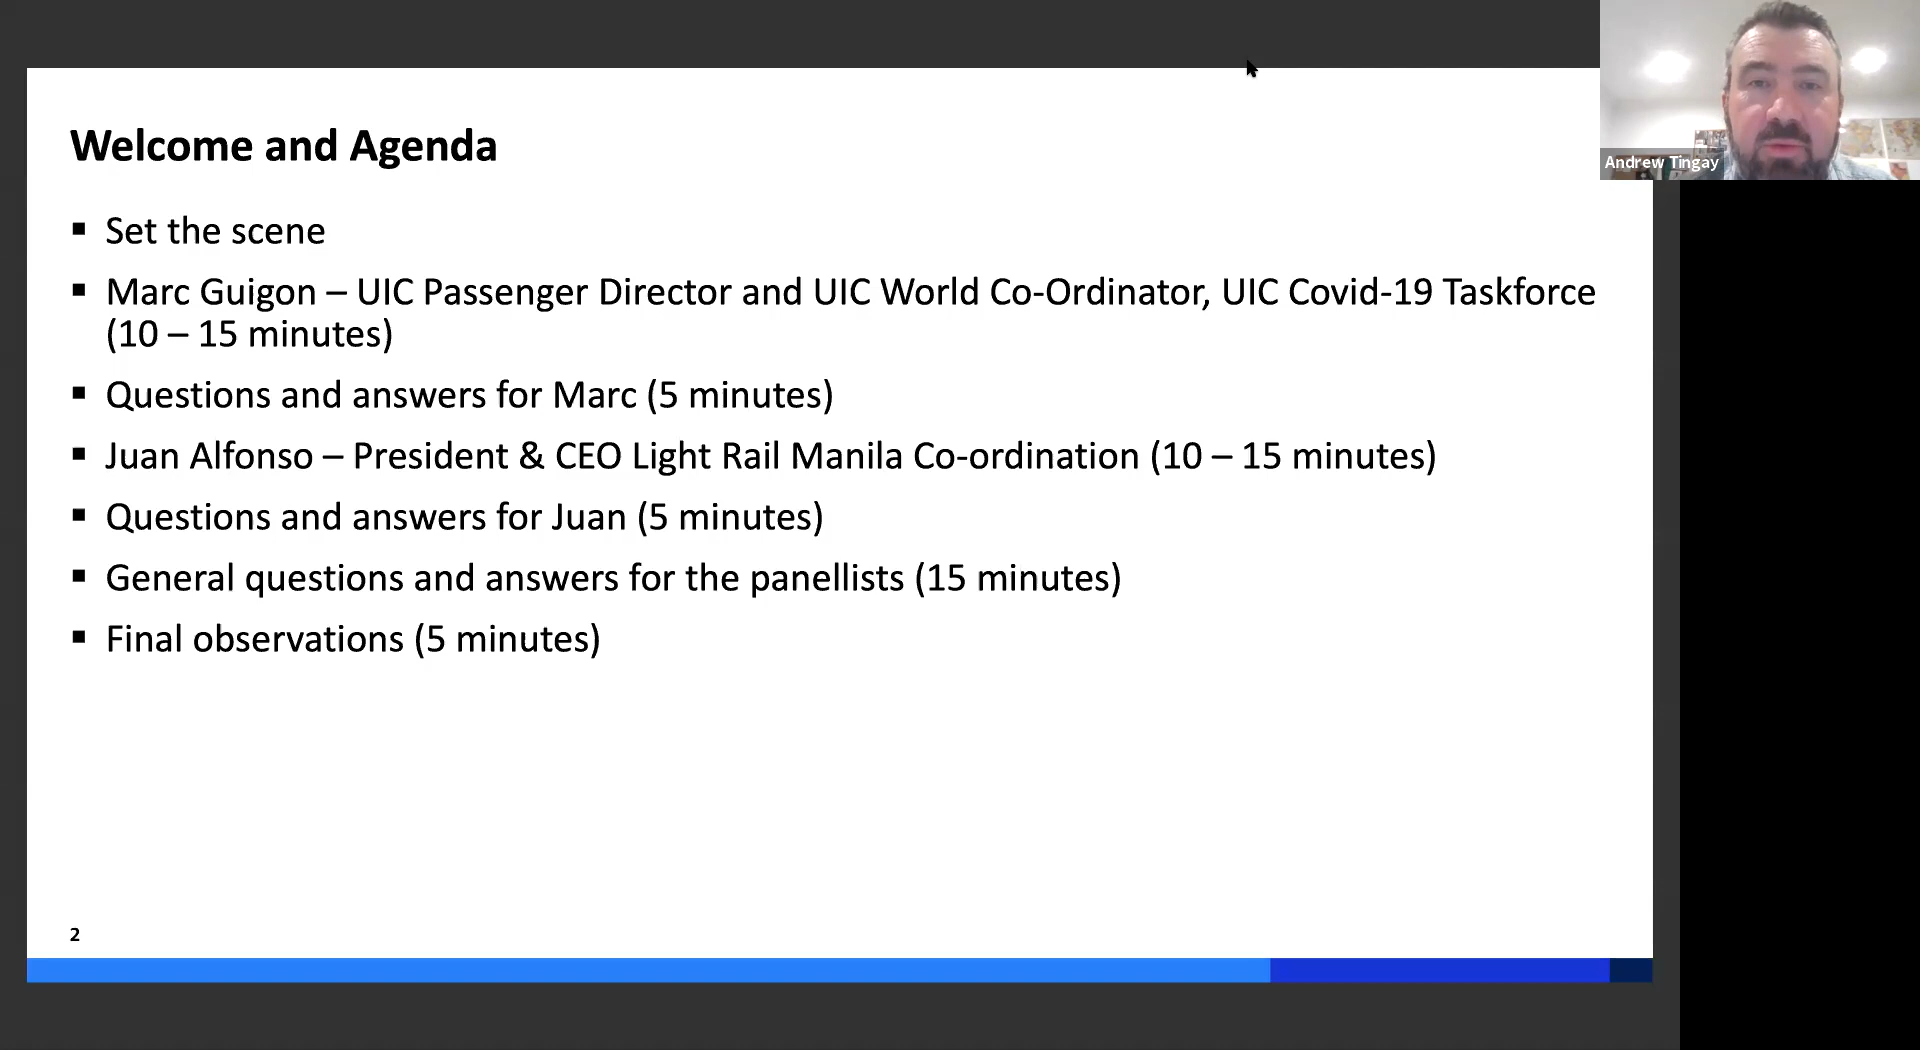 Welcome and Agenda
Andrew Tingay
▪ Set the scene
▪ Marc Guigon – UIC Passenger Director and UIC World Co-Ordinator, UIC Covid-19 Taskforce
(10 – 15 minutes)
▪ Questions and answers for Marc (5 minutes)
▪ Juan Alfonso – President & CEO Light Rail Manila Co-ordination (10 – 15 minutes)
▪ Questions and answers for Juan (5 minutes)
▪ General questions and answers for the panellists (15 minutes)
▪ Final observations (5 minutes)
2